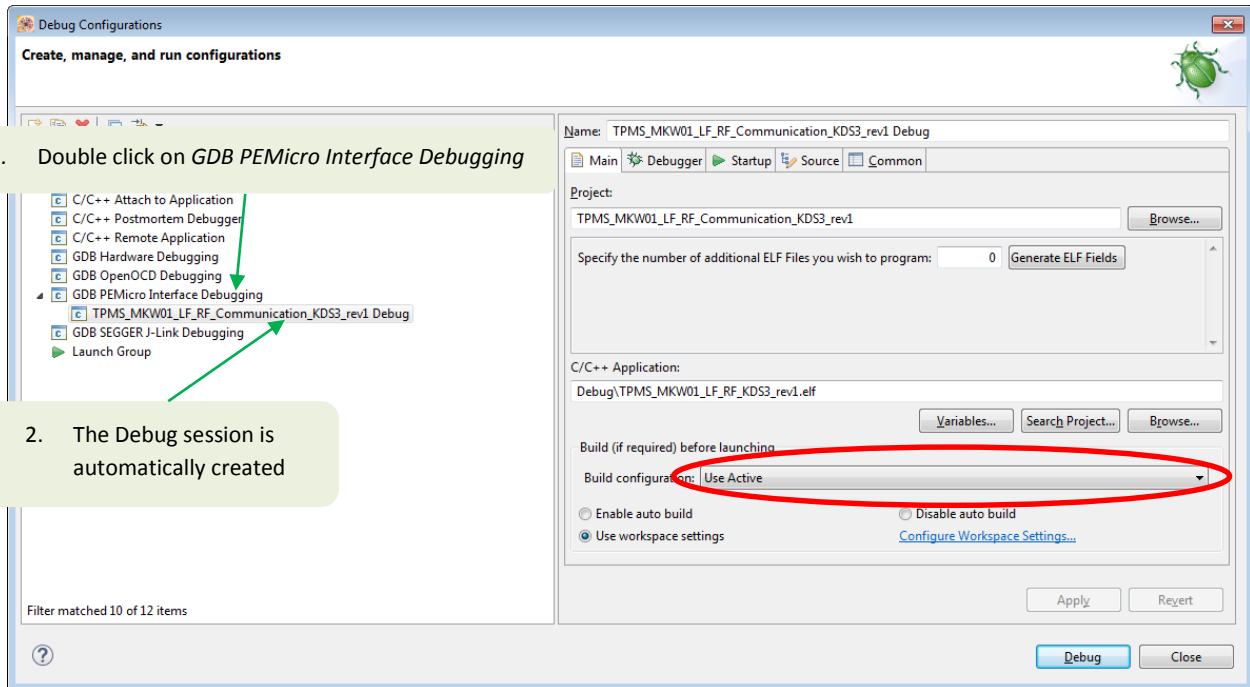 Debug Configurations
Create, manage, and run configurations
. Double click on GDB PEMicro Interface Debugging
C/C++ Attach to Application
C/C++ Postmortem Debugger
C/C++ Remote Application
GDB Hardware Debugging
GDB OpenOCD Debugging
GDB PEMicro Interface Debugging
TPMS_MKW01_LF_RF_Communication_KDS3_rev1 Debug
GDB SEGGER J-Link Debugging
Launch Group
2. The Debug session is
automatically created
Filter matched 10 of 12 items
Name: TPMS_MKW01_LF_RF_Communication_KDS3_rev1 Debug
Main Debugger Startup Source Common
Project:
TPMS_MKW01_LF_RF_Communication_KDS3_rev1 Browse...
Specify the number of additional ELF Files you wish to program: 0 Generate ELF Fields
C/C++ Application:
Debug\TPMS_MKW01_LF_RF_KDS3_rev1.elf
Variables... Search Project... Browse...
Build (if required) before launching
Build configuration: Use Active
Enable auto build Disable auto build
Use workspace settings Configure Workspace Settings...
Apply Revert
? Debug Close